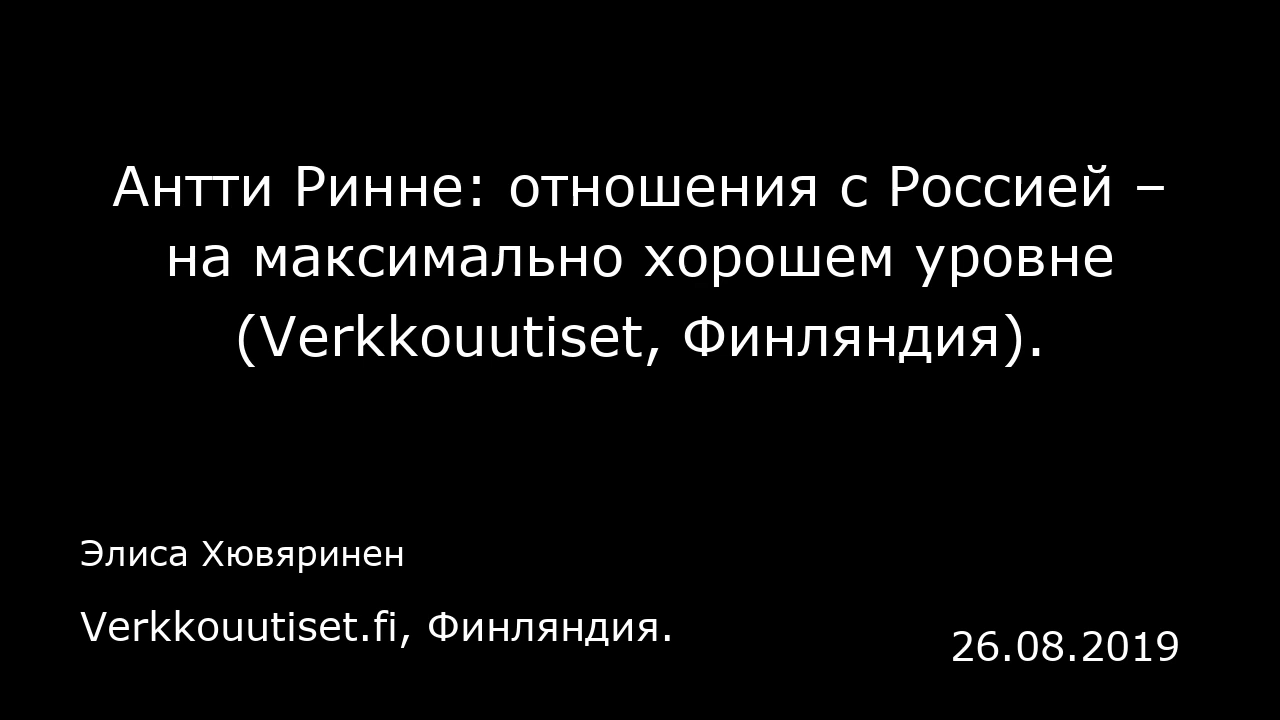 Антти Ринне: отношения с Россией –
на максимально хорошем уровне
(Verkkouutiset, Финляндия).
Элиса Хювяринен
Verkkouutiset.fi, Финляндия.
26.08.2019